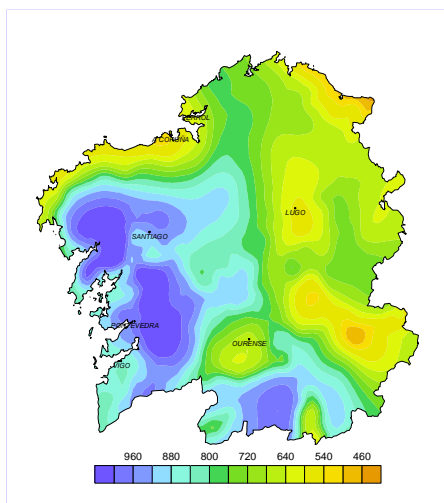 FERROL
CORUÑA
LUGO
SANTIAGO
PONTEVEDRA
OURENSE
VIGO
960 880 800 720 640 540 460